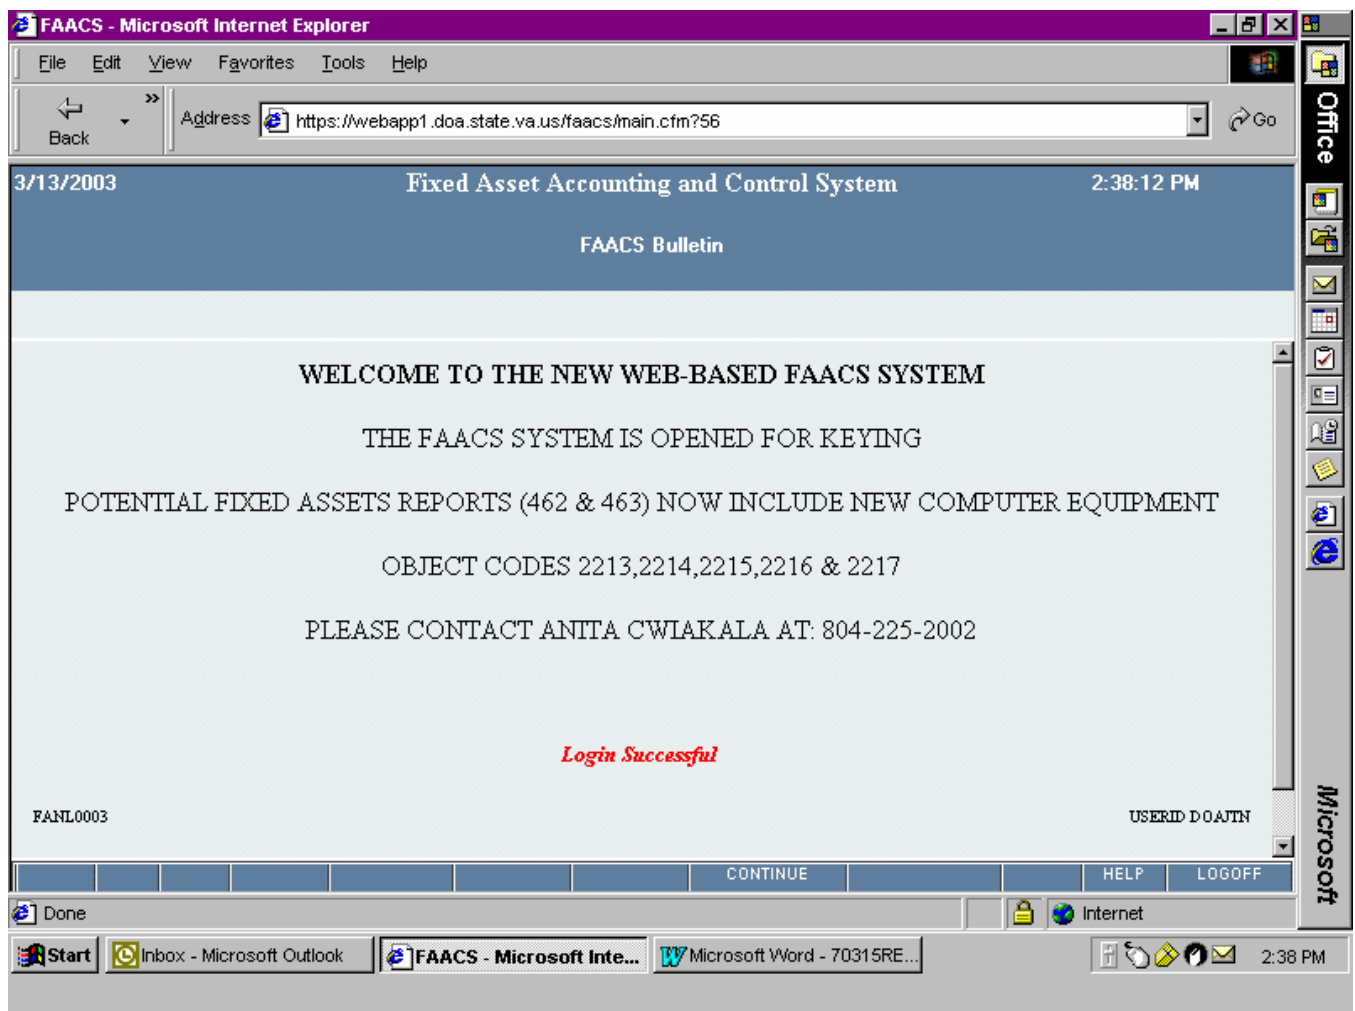 FAACS - Microsoft Internet Explorer
File Edit View Favorites Tools Help
Back » Address https://webapp1.doa.state.va.us/faacs/main.cfm?56 Go
Office
3/13/2003 Fixed Asset Accounting and Control System 2:38:12 PM
FAACS Bulletin
WELCOME TO THE NEW WEB-BASED FAACS SYSTEM
THE FAACS SYSTEM IS OPENED FOR KEYING
POTENTIAL FIXED ASSETS REPORTS (462 & 463) NOW INCLUDE NEW COMPUTER EQUIPMENT
OBJECT CODES 2213,2214,2215,2216 & 2217
PLEASE CONTACT ANITA CWIAKALA AT: 804-225-2002
Login Successful
FANL0003 USERID DOAJTN
CONTINUE HELP LOGOFF
Microsoft
Done Internet
Start Inbox - Microsoft Outlook FAACS - Microsoft Inte... Microsoft Word - 70315RE... 2:38 PM